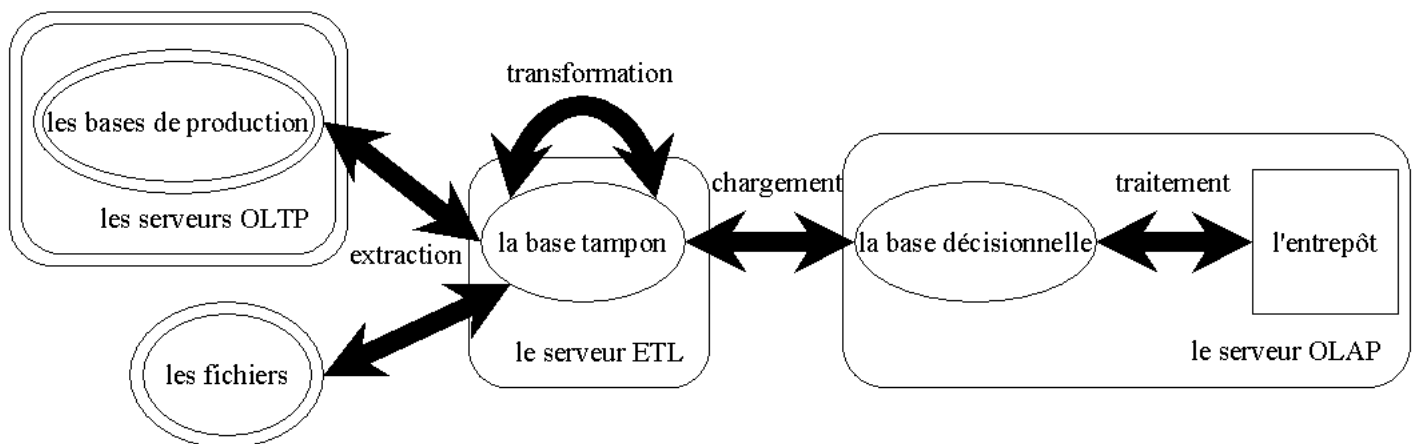 transformation
les bases de production
chargement
traitement
les serveurs OLTP
extraction
la base tampon
la base décisionnelle
l'entrepôt
le serveur ETL
le serveur OLAP
les fichiers